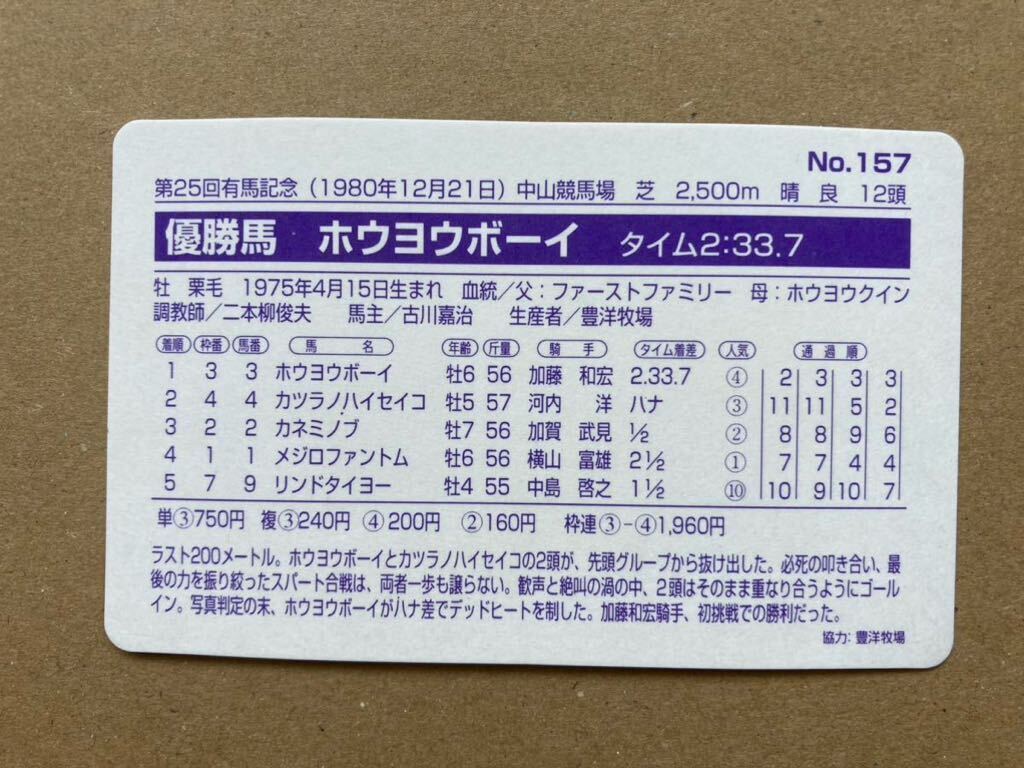 No.157
第25回有馬記念（1980年12月21日）中山競馬場　芝　2,500m　晴　良　12頭
優勝馬　ホウヨウボーイ　タイム2:33.7
牡　栗毛　1975年4月15日生まれ　血統／父：ファーストファミリー　母：ホウヨウクイン
調教師／二本柳俊夫　馬主／古川嘉治　生産者／豊洋牧場
着順 枠番 馬番 馬名 年齢 斤量 騎手 タイム着差 人気 通過順
1 3 3 ホウヨウボーイ 牡6 56 加藤 和宏 2.33.7 ④ 2 3 3 3
2 4 4 カツラノハイセイコ 牡5 57 河内 洋 ハナ ③ 11 11 5 2
3 2 2 カネミノブ 牡7 56 加賀 武見 ½ ② 8 8 9 6
4 1 1 メジロファントム 牡6 56 横山 富雄 2½ ① 7 7 4 4
5 7 9 リンドタイヨー 牡4 55 中島 啓之 1½ ⑩ 10 9 10 7
単③750円 複③240円 ④200円 ②160円 枠連③－④1,960円
ラスト200メートル。ホウヨウボーイとカツラノハイセイコの2頭が、先頭グループから抜け出した。必死の叩き合い、最
後の力を振り絞ったスパート合戦は、両者一歩も譲らない。歓声と絶叫の渦の中、2頭はそのまま重なり合うようにゴール
イン。写真判定の末、ホウヨウボーイがハナ差でデッドヒートを制した。加藤和宏騎手、初挑戦での勝利だった。
協力：豊洋牧場